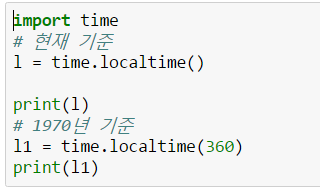 import time
# 현재 기준
l = time.localtime()
print(l)
# 1970년 기준
l1 = time.localtime(360)
print(l1)